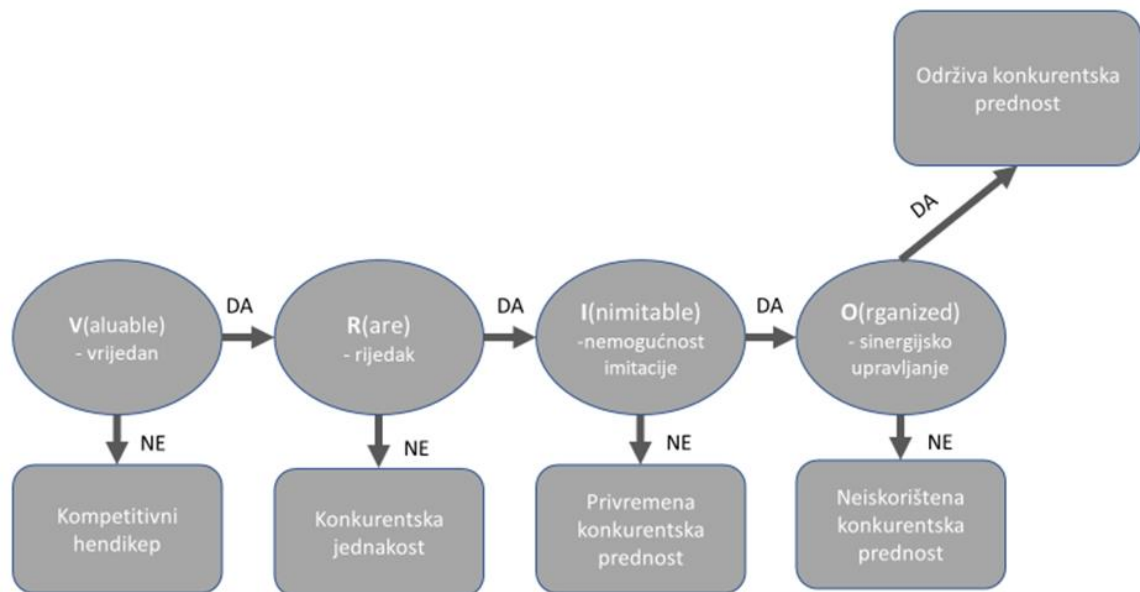 Održiva konkurentska
prednost
DA
V(aluable)
- vrijedan
DA
R(are)
- rijedak
DA
I(nimitable)
-nemogućnost
imitacije
DA
O(rganized)
- sinergijsko
upravljanje
NE
NE
NE
NE
Kompetitivni
hendikep
Konkurentska
jednakost
Privremena
konkurentska
prednost
Neiskorištena
konkurentska
prednost